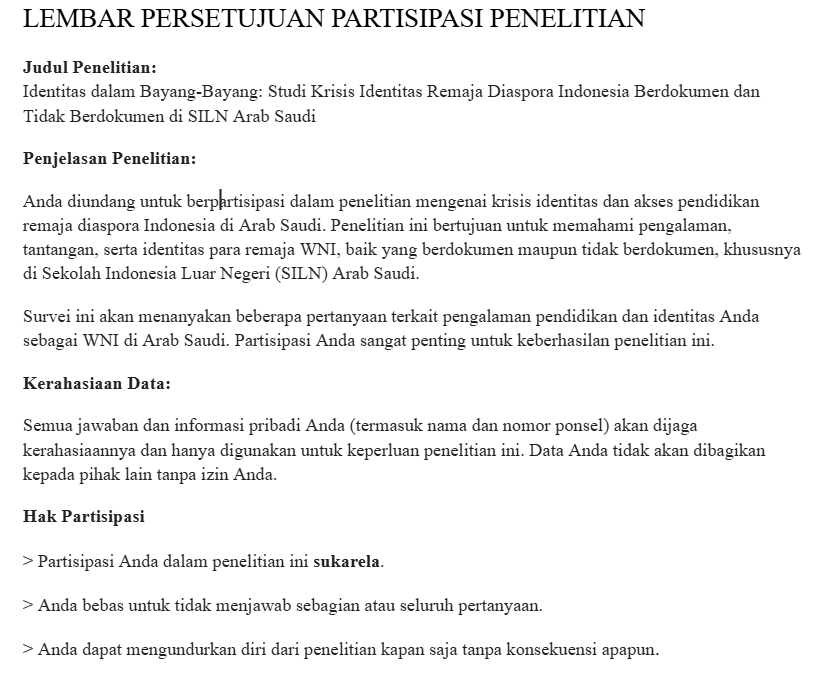 LEMBAR PERSETUJUAN PARTISIPASI PENELITIAN
Judul Penelitian:
Identitas dalam Bayang-Bayang: Studi Krisis Identitas Remaja Diaspora Indonesia Berdokumen dan
Tidak Berdokumen di SILN Arab Saudi
Penjelasan Penelitian:
Anda diundang untuk berpartisipasi dalam penelitian mengenai krisis identitas dan akses pendidikan
remaja diaspora Indonesia di Arab Saudi. Penelitian ini bertujuan untuk memahami pengalaman,
tantangan, serta identitas para remaja WNI, baik yang berdokumen maupun tidak berdokumen, khususnya
di Sekolah Indonesia Luar Negeri (SILN) Arab Saudi.
Survei ini akan menanyakan beberapa pertanyaan terkait pengalaman pendidikan dan identitas Anda
sebagai WNI di Arab Saudi. Partisipasi Anda sangat penting untuk keberhasilan penelitian ini.
Kerahasiaan Data:
Semua jawaban dan informasi pribadi Anda (termasuk nama dan nomor ponsel) akan dijaga
kerahasiaannya dan hanya digunakan untuk keperluan penelitian ini. Data Anda tidak akan dibagikan
kepada pihak lain tanpa izin Anda.
Hak Partisipasi
> Partisipasi Anda dalam penelitian ini sukarela.
> Anda bebas untuk tidak menjawab sebagian atau seluruh pertanyaan.
> Anda dapat mengundurkan diri dari penelitian kapan saja tanpa konsekuensi apapun.